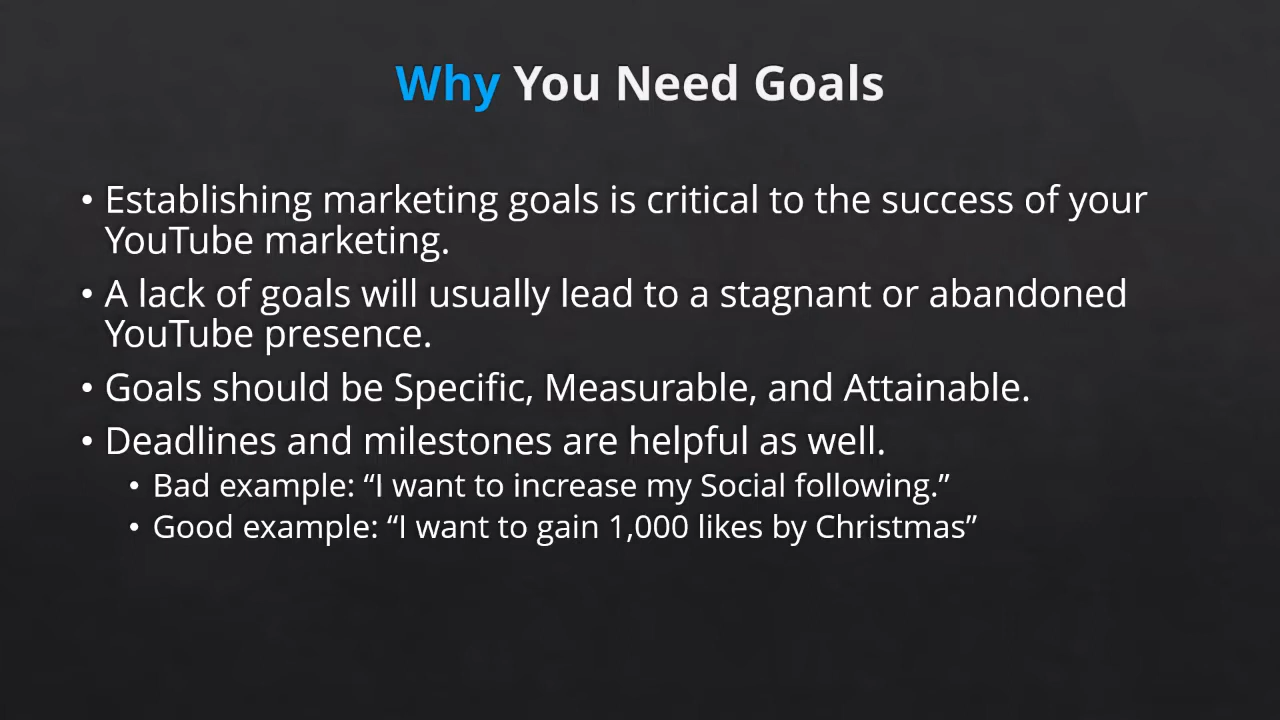 Why You Need Goals
• Establishing marketing goals is critical to the success of your
YouTube marketing.
• A lack of goals will usually lead to a stagnant or abandoned
YouTube presence.
• Goals should be Specific, Measurable, and Attainable.
• Deadlines and milestones are helpful as well.
• Bad example: “I want to increase my Social following.”
• Good example: “I want to gain 1,000 likes by Christmas”